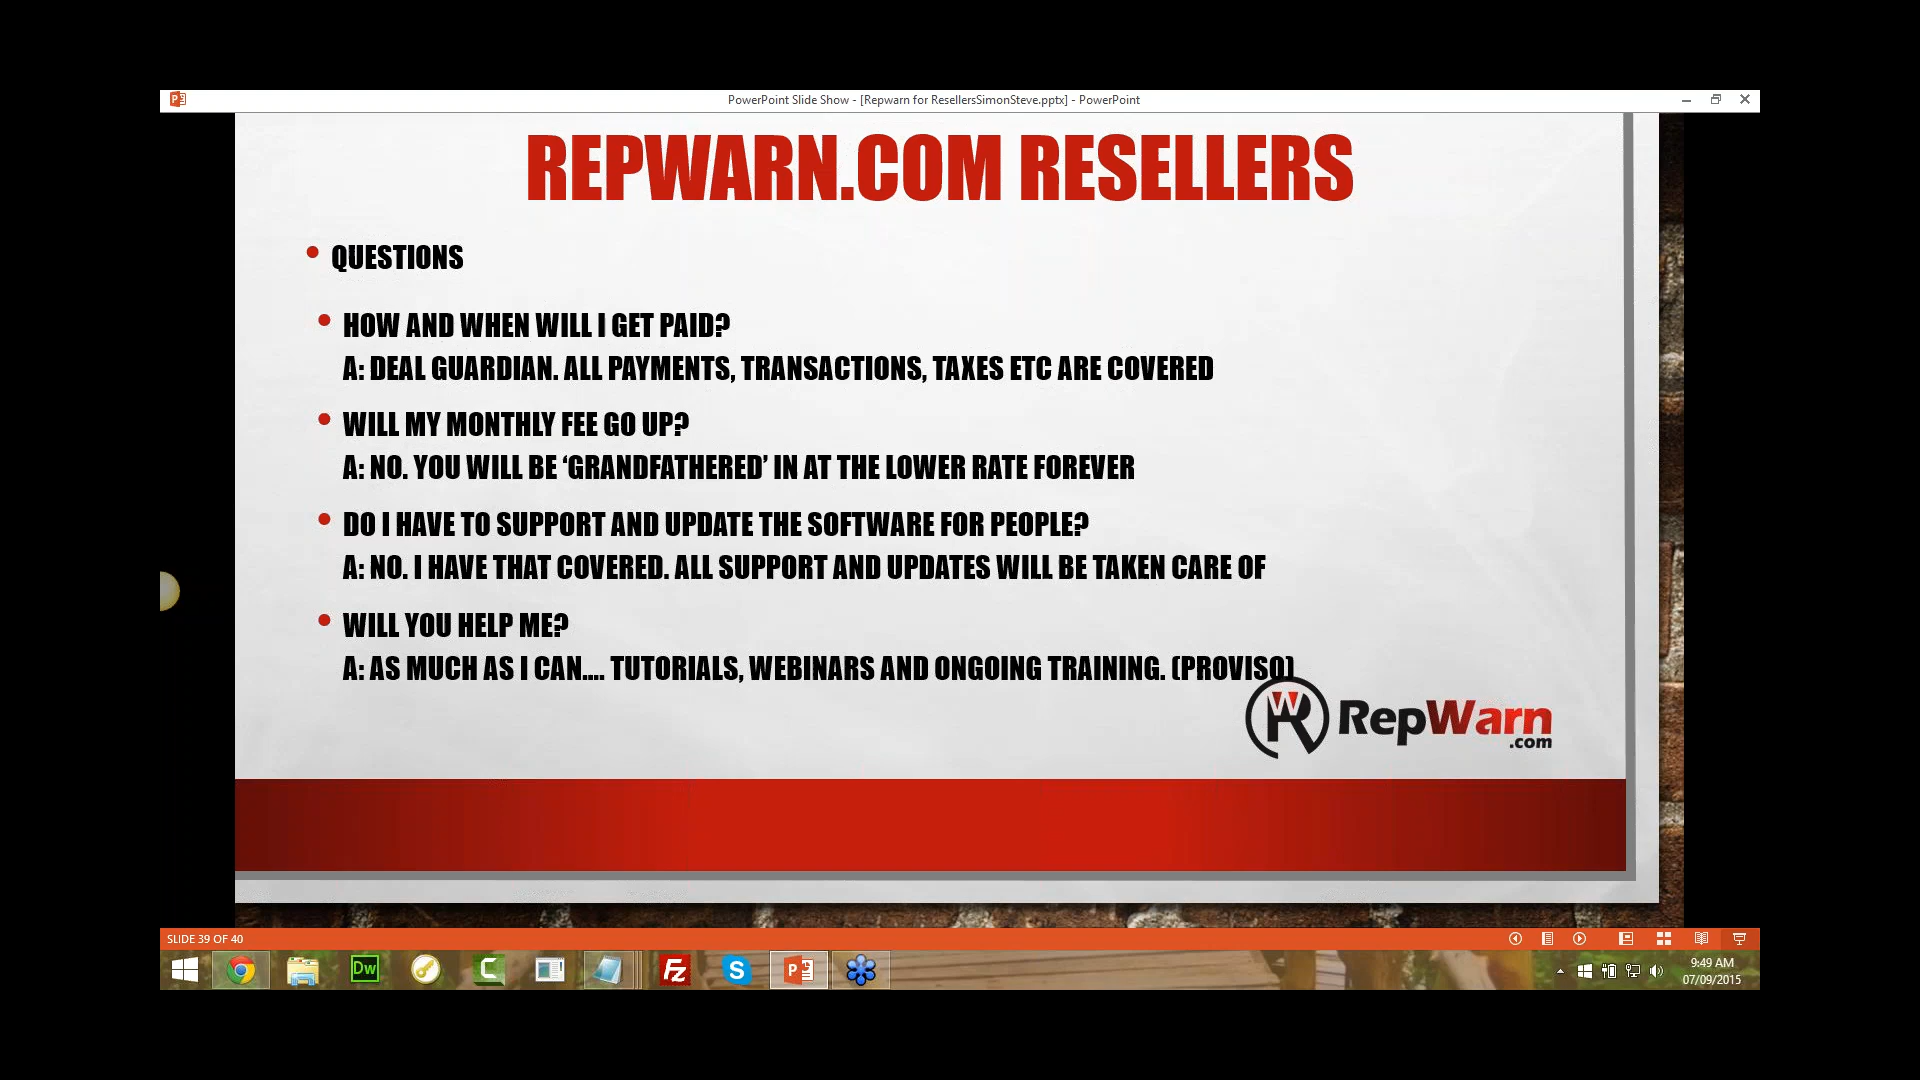 PowerPoint Slide Show - [Repwarn for ResellersSimonSteve.pptx] - PowerPoint
REPWARN.COM RESELLERS
• QUESTIONS
• HOW AND WHEN WILL I GET PAID?
A: DEAL GUARDIAN. ALL PAYMENTS, TRANSACTIONS, TAXES ETC ARE COVERED
• WILL MY MONTHLY FEE GO UP?
A: NO. YOU WILL BE ‘GRANDFATHERED’ IN AT THE LOWER RATE FOREVER
• DO I HAVE TO SUPPORT AND UPDATE THE SOFTWARE FOR PEOPLE?
A: NO. I HAVE THAT COVERED. ALL SUPPORT AND UPDATES WILL BE TAKEN CARE OF
• WILL YOU HELP ME?
A: AS MUCH AS I CAN.... TUTORIALS, WEBINARS AND ONGOING TRAINING. (PROVISO)
RepWarn
.com
SLIDE 39 OF 40
Dw
9:49 AM
07/09/2015